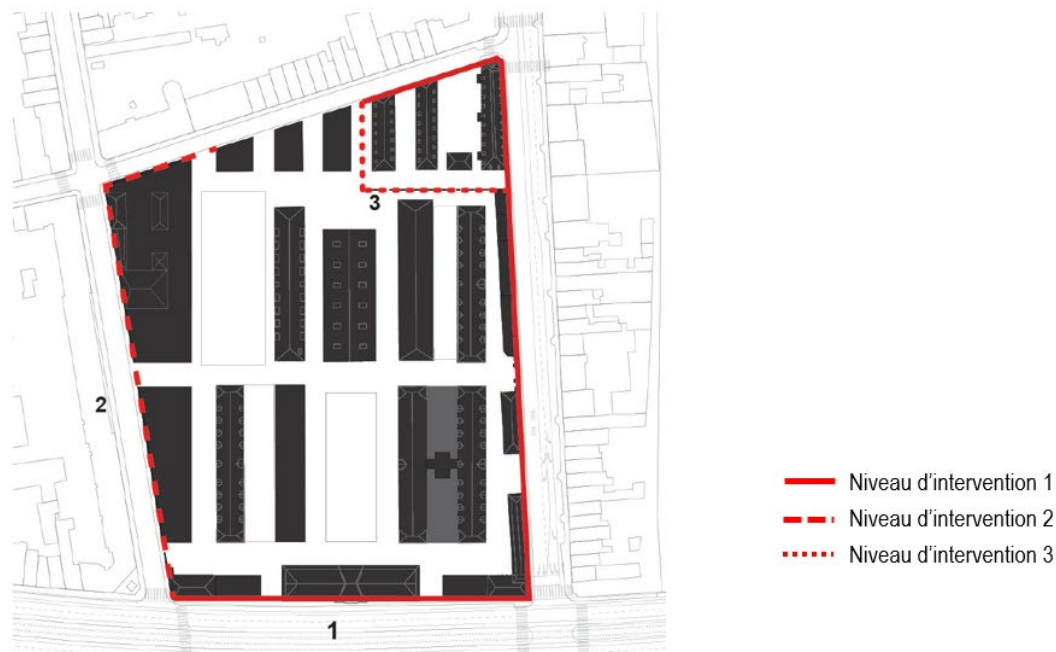 3
2
1
Niveau d'intervention 1
Niveau d'intervention 2
Niveau d'intervention 3